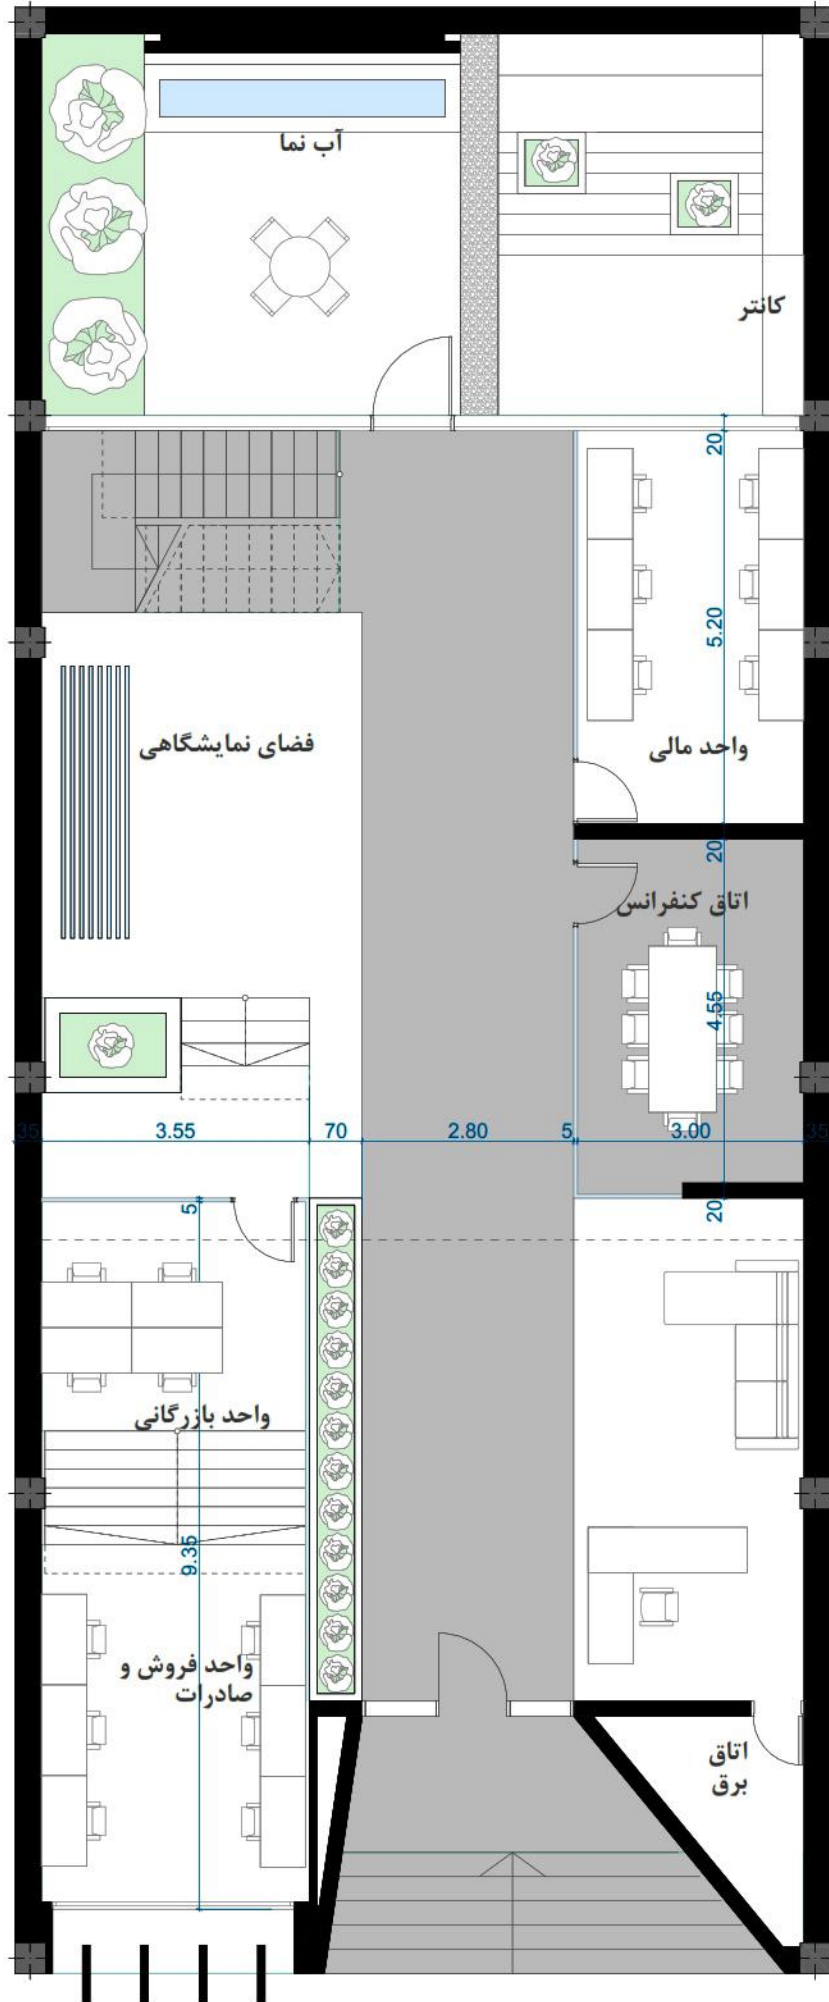 آب نما
کانتر
20
5.20
فضای نمایشگاهی
واحد مالی
20
اتاق کنفرانس
4.55
35
3.55
70
2.80
5
3.00
35
5
20
واحد بازرگانی
9.35
واحد فروش و
صادرات
اتاق
برق